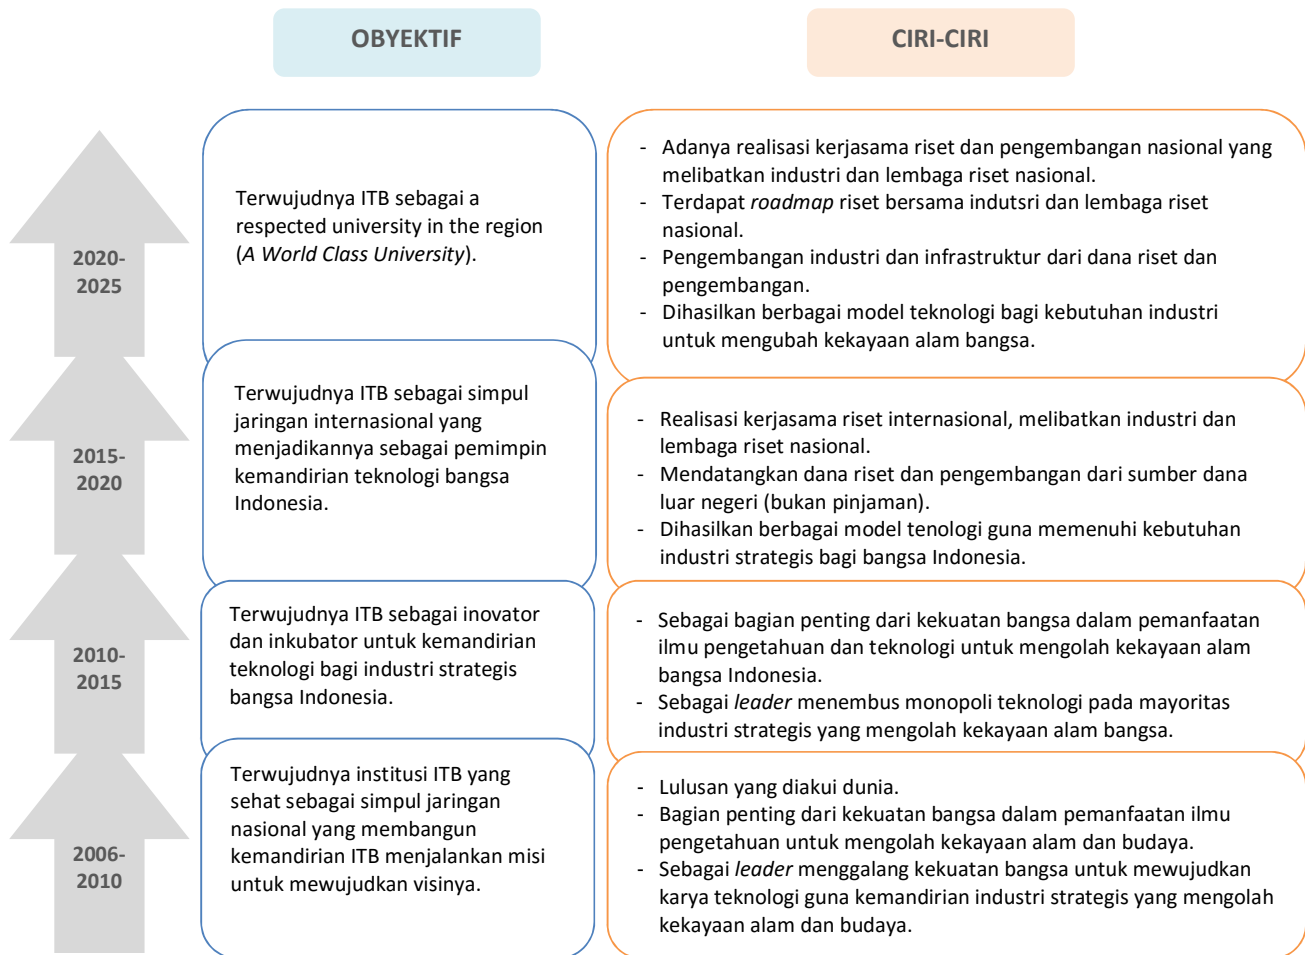 OBYEKTIF
CIRI-CIRI
2020-
2025
Terwujudnya ITB sebagai a
respected university in the region
(A World Class University).
- Adanya realisasi kerjasama riset dan pengembangan nasional yang
melibatkan industri dan lembaga riset nasional.
- Terdapat roadmap riset bersama indutsri dan lembaga riset
nasional.
- Pengembangan industri dan infrastruktur dari dana riset dan
pengembangan.
- Dihasilkan berbagai model teknologi bagi kebutuhan industri
untuk mengubah kekayaan alam bangsa.
2015-
2020
Terwujudnya ITB sebagai simpul
jaringan internasional yang
menjadikannya sebagai pemimpin
kemandirian teknologi bangsa
Indonesia.
- Realisasi kerjasama riset internasional, melibatkan industri dan
lembaga riset nasional.
- Mendatangkan dana riset dan pengembangan dari sumber dana
luar negeri (bukan pinjaman).
- Dihasilkan berbagai model tenologi guna memenuhi kebutuhan
industri strategis bagi bangsa Indonesia.
2010-
2015
Terwujudnya ITB sebagai inovator
dan inkubator untuk kemandirian
teknologi bagi industri strategis
bangsa Indonesia.
- Sebagai bagian penting dari kekuatan bangsa dalam pemanfaatan
ilmu pengetahuan dan teknologi untuk mengolah kekayaan alam
bangsa Indonesia.
- Sebagai leader menembus monopoli teknologi pada mayoritas
industri strategis yang mengolah kekayaan alam bangsa.
2006-
2010
Terwujudnya institusi ITB yang
sehat sebagai simpul jaringan
nasional yang membangun
kemandirian ITB menjalankan misi
untuk mewujudkan visinya.
- Lulusan yang diakui dunia.
- Bagian penting dari kekuatan bangsa dalam pemanfaatan ilmu
pengetahuan untuk mengolah kekayaan alam dan budaya.
- Sebagai leader menggalang kekuatan bangsa untuk mewujudkan
karya teknologi guna kemandirian industri strategis yang mengolah
kekayaan alam dan budaya.